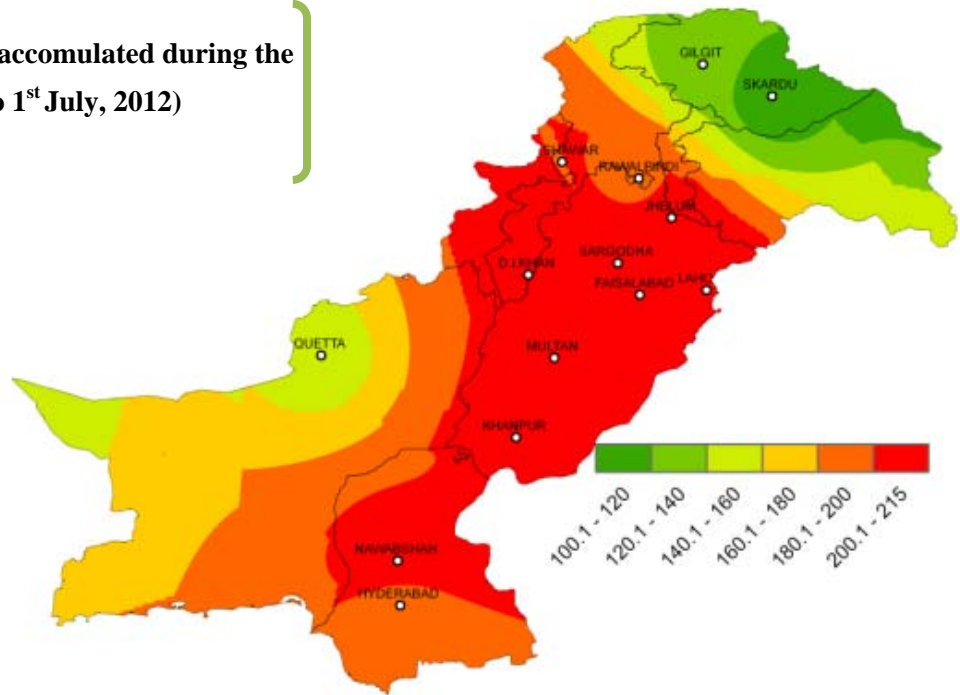 accomulated during the
1st July, 2012)
GILGIT
SKARDU
RAWALPINDI
JHELUM
SARGODHA
D.I.KHAN
FAISALABAD LAHO
QUETTA
MULTAN
KHANPUR
100.1 - 120
120.1 - 140
140.1 - 160
160.1 - 180
180.1 - 200
200.1 - 215
NAWABSHAH
HYDERABAD